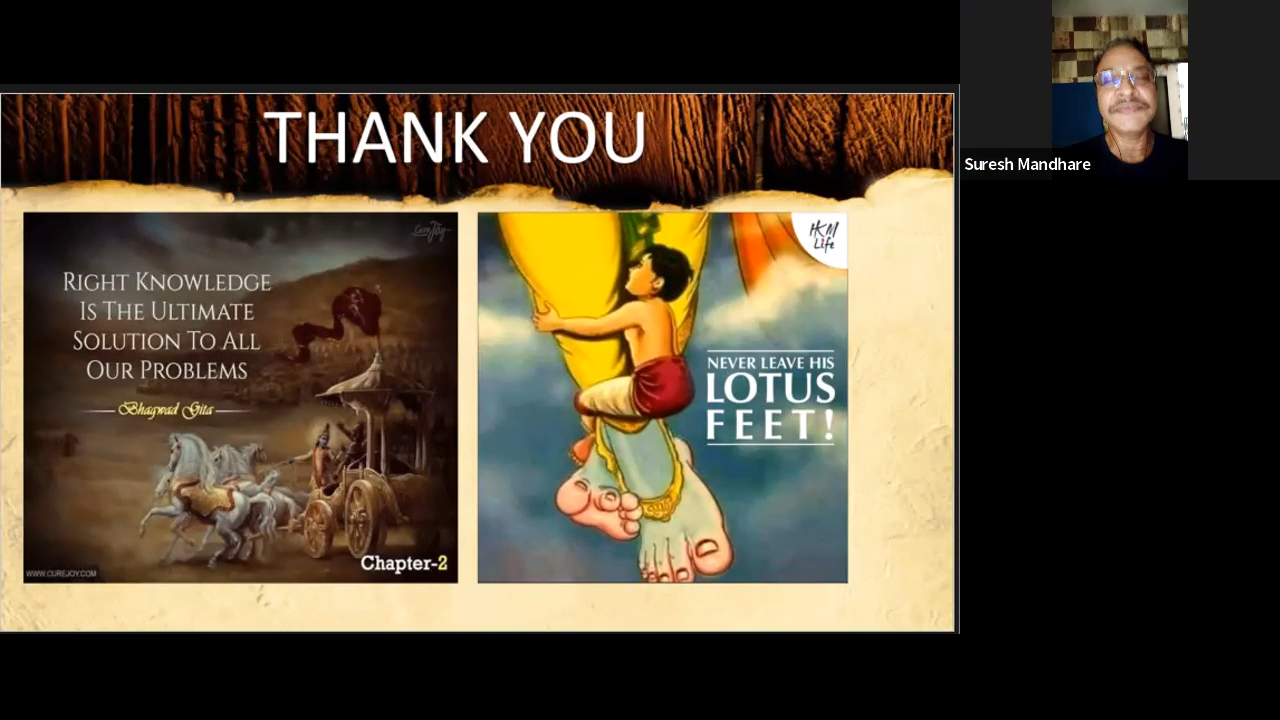 THANK YOU
CureJoy
RIGHT KNOWLEDGE
IS THE ULTIMATE
SOLUTION TO ALL
OUR PROBLEMS
Bhagwad Gita
Chapter-2
WWW.CUREJOY.COM
HKM
Life
NEVER LEAVE HIS
LOTUS
FEET!
Suresh Mandhare